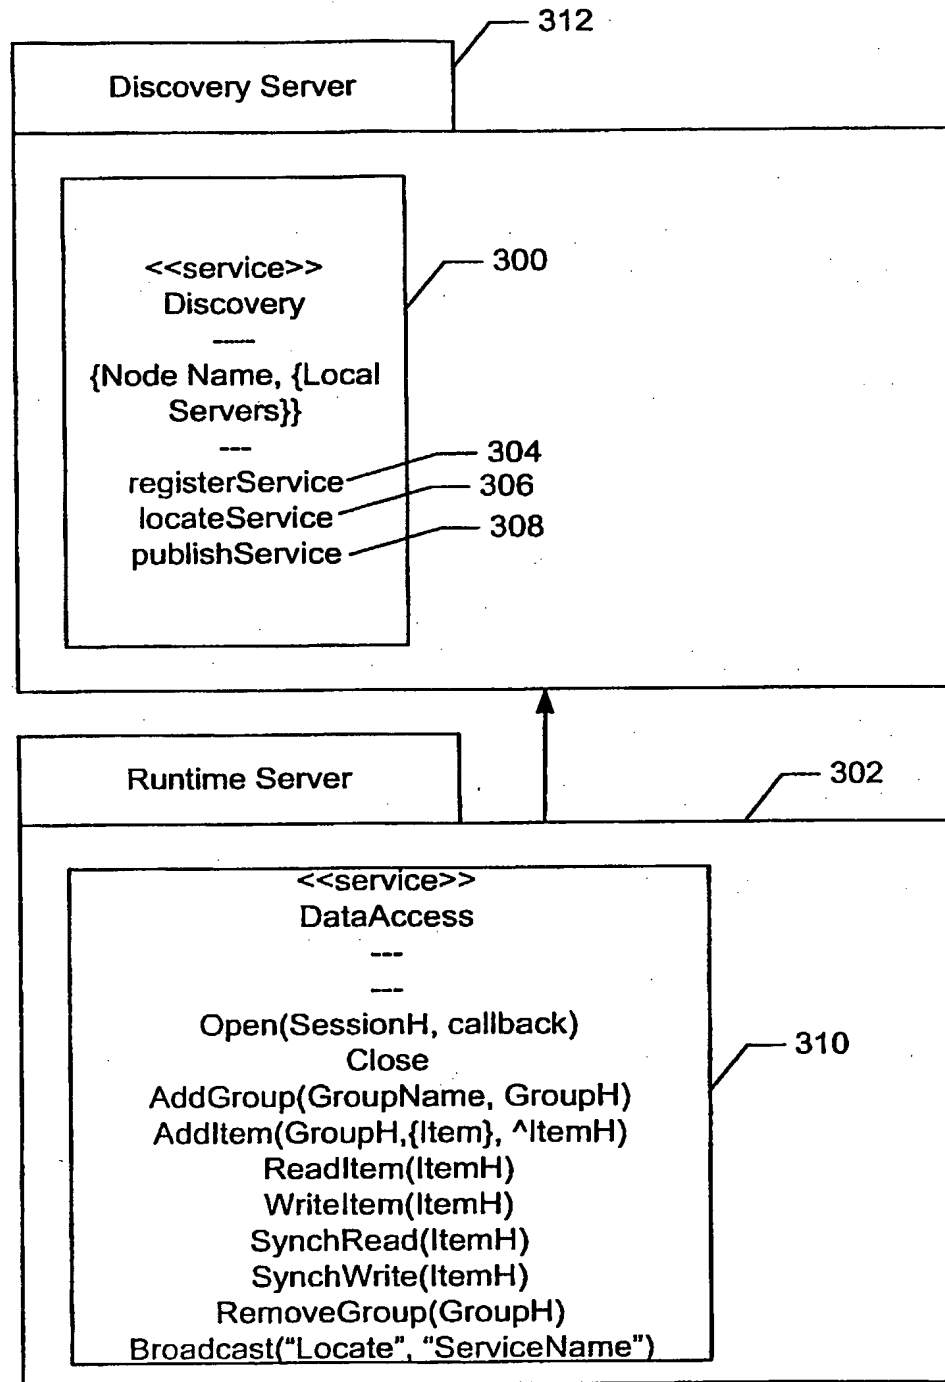 312
Discovery Server
<<service>>
300
Discovery
----
{Node Name, {Local
Servers}}
---
registerService
304
locateService
306
publishService
308
Runtime Server
302
<<service>>
DataAccess
---
---
Open(SessionH, callback)
Close
310
AddGroup(GroupName, GroupH)
AddItem(GroupH,{Item}, ^ItemH)
ReadItem(ItemH)
WriteItem(ItemH)
SynchRead(ItemH)
SynchWrite(ItemH)
RemoveGroup(GroupH)
Broadcast(“Locate”, “ServiceName”)